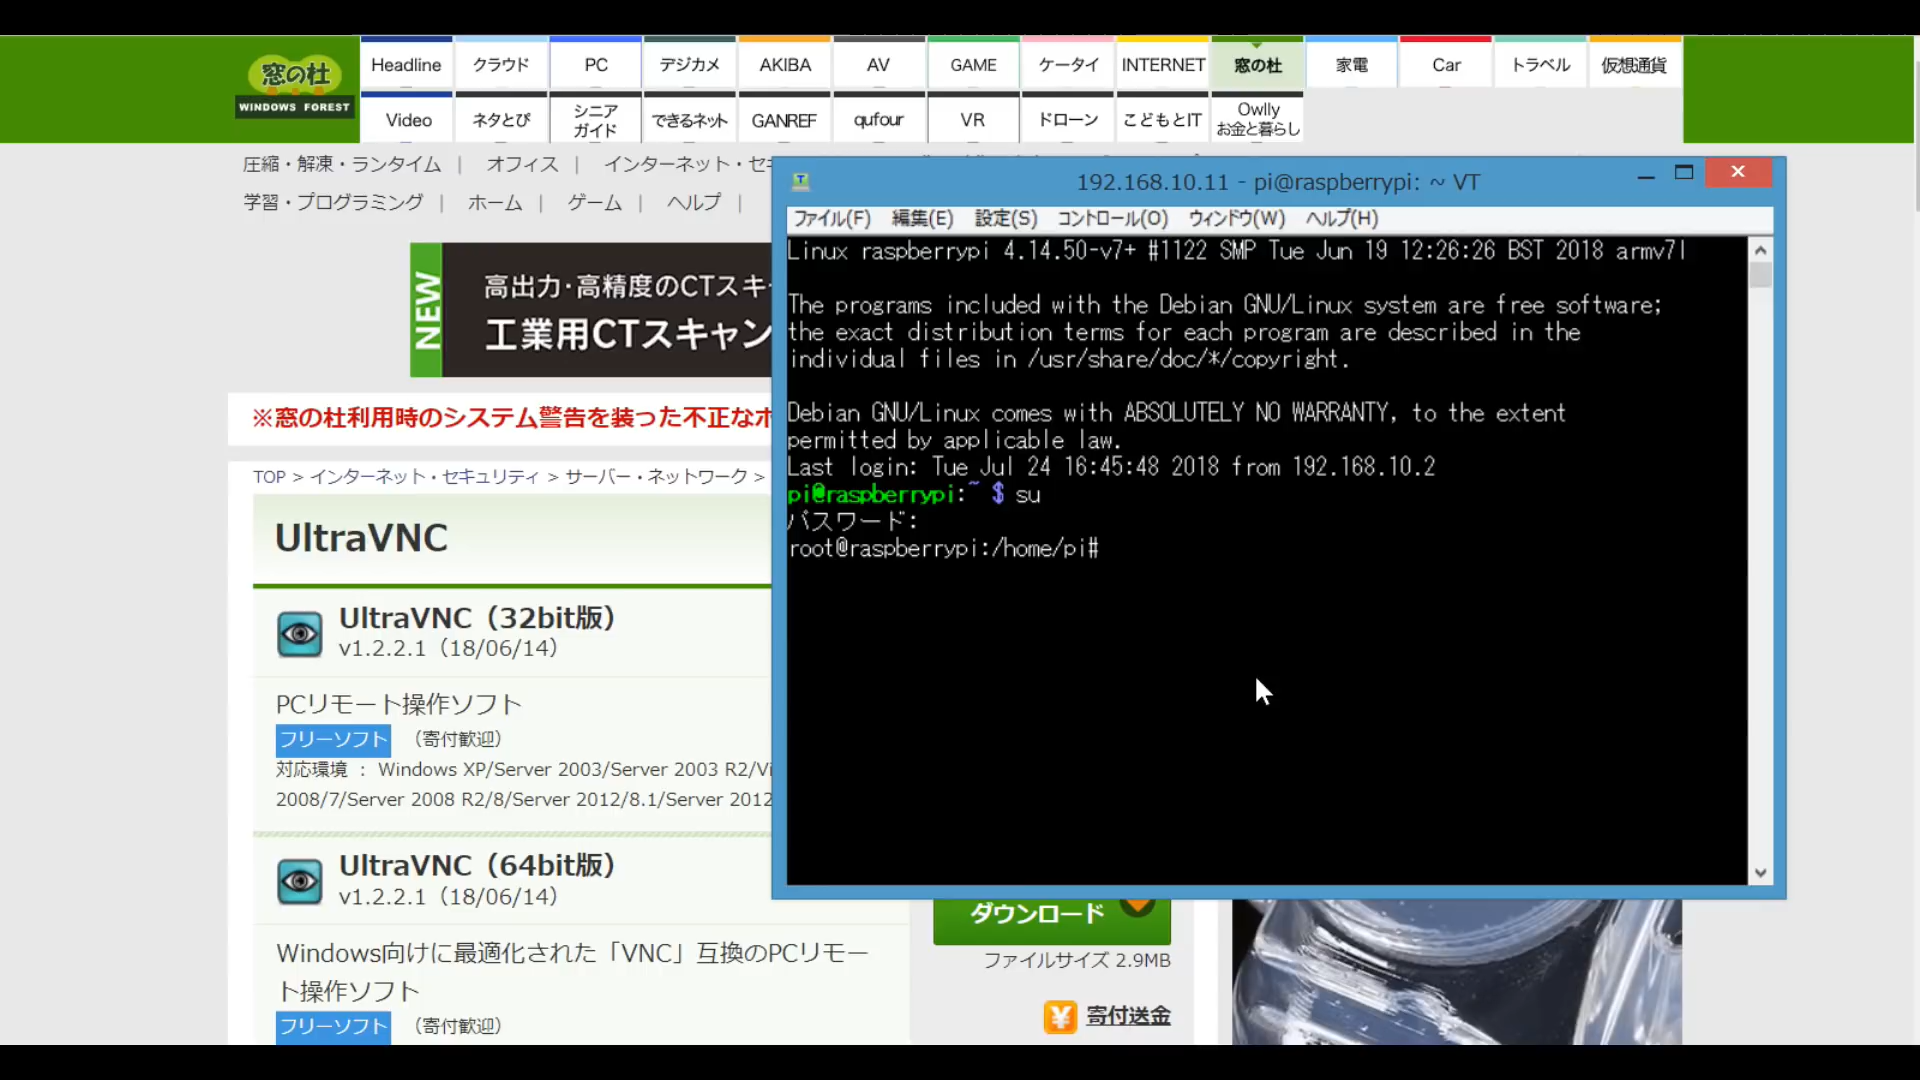 窓の杜
WINDOWS FOREST
Headline
クラウド
PC
デジカメ
AKIBA
AV
GAME
ケータイ
INTERNET
窓の杜
家電
Car
トラベル
仮想通貨
Video
ネタとぴ
シニア
ガイド
できるネット
GANREF
qufour
VR
ドローン
こどもとIT
Owlly
お金と暮らし
圧縮・解凍・ランタイム | オフィス | インターネット・セ
学習・プログラミング | ホーム | ゲーム | ヘルプ |
NEW
高出力・高精度のCTスキ
工業用CTスキャン
※窓の杜利用時のシステム警告を装った不正な
TOP > インターネット・セキュリティ > サーバー・ネットワーク >
UltraVNC
UltraVNC（32bit版）
v1.2.2.1（18/06/14）
PCリモート操作ソフト
フリーソフト （寄付歓迎）
対応環境 ： Windows XP/Server 2003/Server 2003 R2/Vi
2008/7/Server 2008 R2/8/Server 2012/8.1/Server 2012
UltraVNC（64bit版）
v1.2.2.1（18/06/14）
Windows向けに最適化された「VNC」互換のPCリモー
ト操作ソフト
フリーソフト （寄付歓迎）
192.168.10.11 - pi@raspberrypi: ~ VT
ファイル(F) 編集(E) 設定(S) コントロール(O) ウィンドウ(W) ヘルプ(H)
Linux raspberrypi 4.14.50-v7+ #1122 SMP Tue Jun 19 12:26:26 BST 2018 armv7l
The programs included with the Debian GNU/Linux system are free software;
the exact distribution terms for each program are described in the
individual files in /usr/share/doc/*/copyright.
Debian GNU/Linux comes with ABSOLUTELY NO WARRANTY, to the extent
permitted by applicable law.
Last login: Tue Jul 24 16:45:48 2018 from 192.168.10.2
pi@raspberrypi:~ $ su
パスワード:
root@raspberrypi:/home/pi#
ダウンロード
ファイルサイズ 2.9MB
¥ 寄付送金